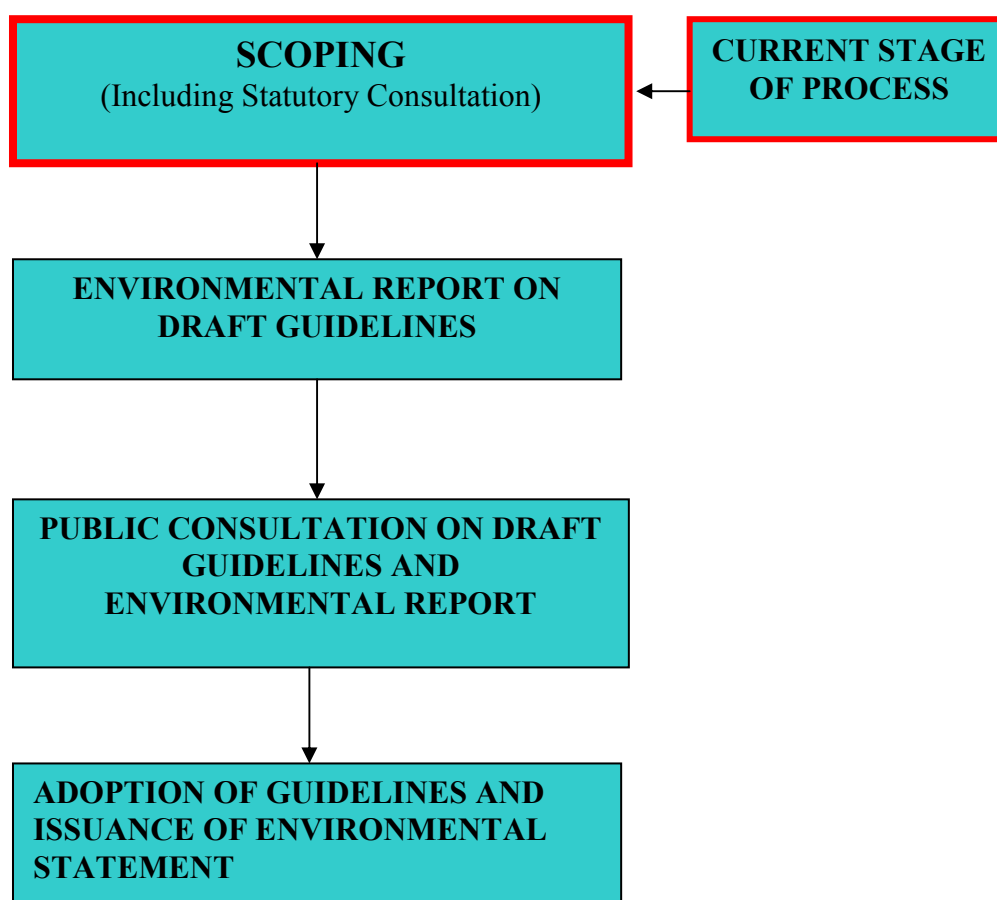 SCOPING
(Including Statutory Consultation)
CURRENT STAGE
OF PROCESS
ENVIRONMENTAL REPORT ON
DRAFT GUIDELINES
PUBLIC CONSULTATION ON DRAFT
GUIDELINES AND
ENVIRONMENTAL REPORT
ADOPTION OF GUIDELINES AND
ISSUANCE OF ENVIRONMENTAL
STATEMENT